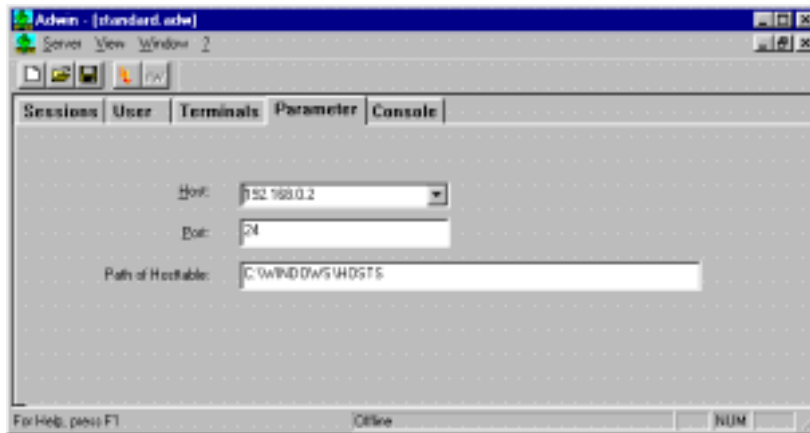 Adwin - [standard.adw]
Server View Window ?
Sessions User Terminals Parameter Console
Host: 192.168.0.2
Port: 24
Path of Hosttable: C:\WINDOWS\HOSTS
For Help, press F1 Offline NUM